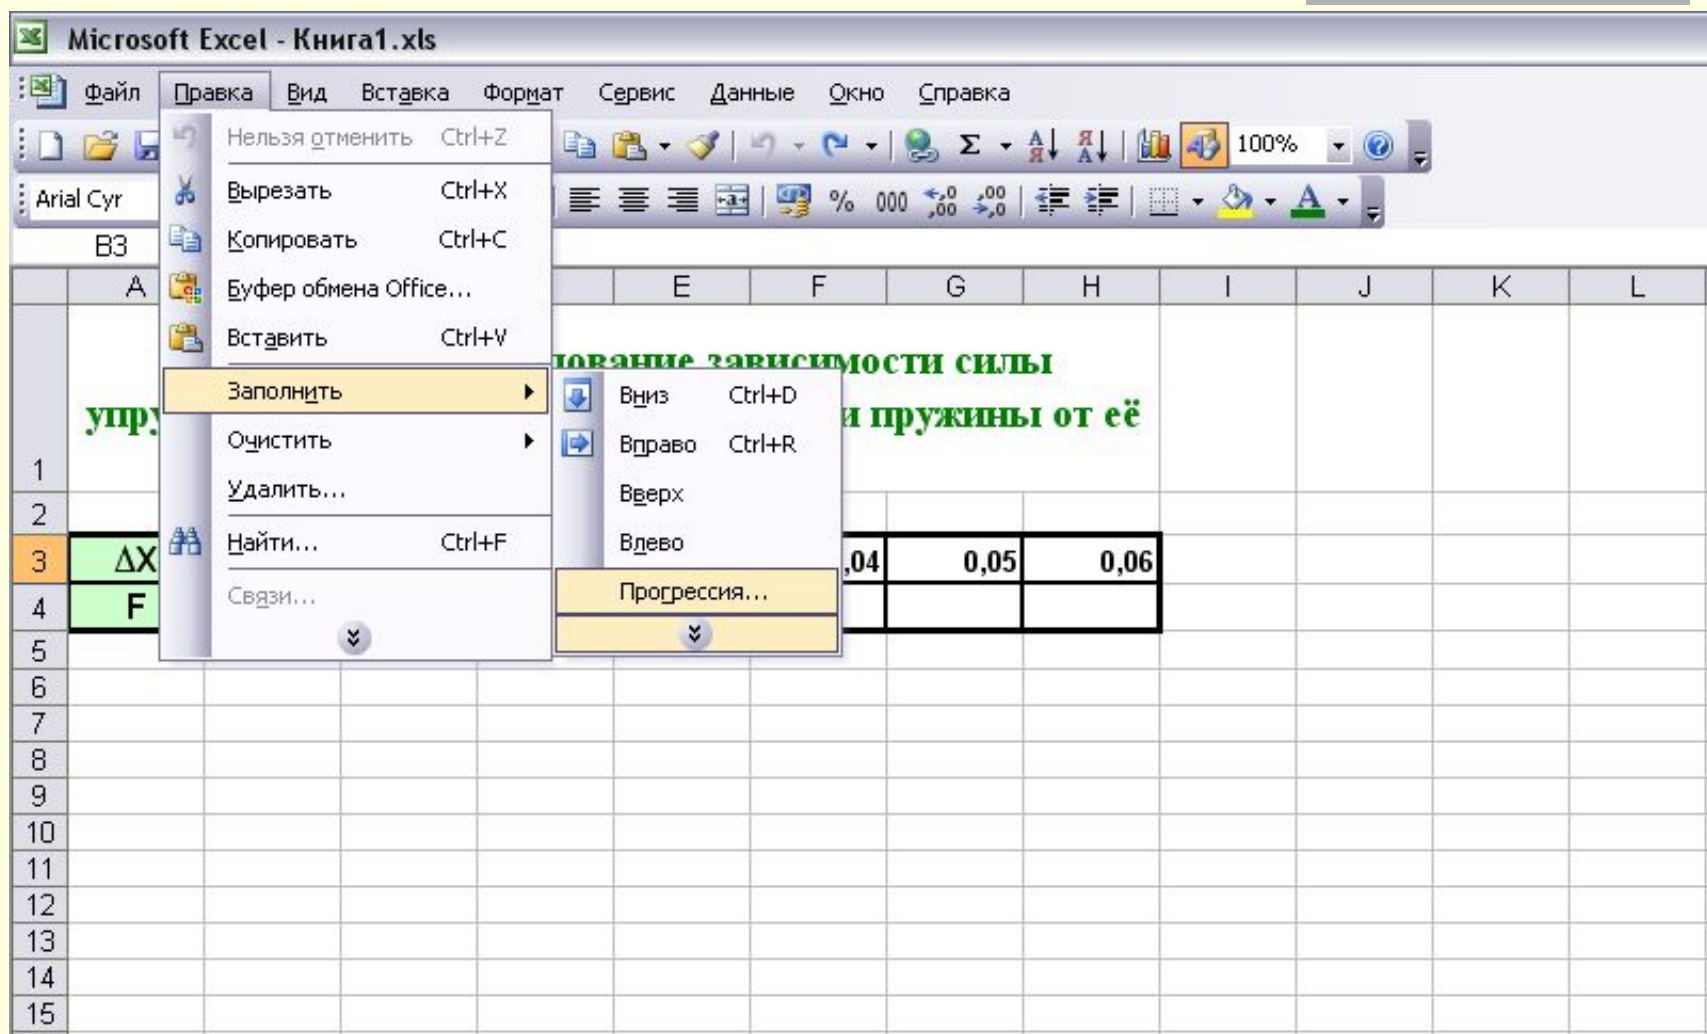 Microsoft Excel - Книга1.xls
Файл Правка Вид Вставка Формат Сервис Данные Окно Справка
100%
Arial Cyr
% 000
B3
A E F G H I J K L
Нельзя отменить Ctrl+Z
Вырезать Ctrl+X
Копировать Ctrl+C
Буфер обмена Office...
Вставить Ctrl+V
Заполнить
Очистить
Удалить...
Найти... Ctrl+F
Связи...
Вниз Ctrl+D
Вправо Ctrl+R
Вверх
Влево
Прогрессия...
зависимости силы
пружины от её
1
2
3 ΔX ,04 0,05 0,06
4 F
5
6
7
8
9
10
11
12
13
14
15